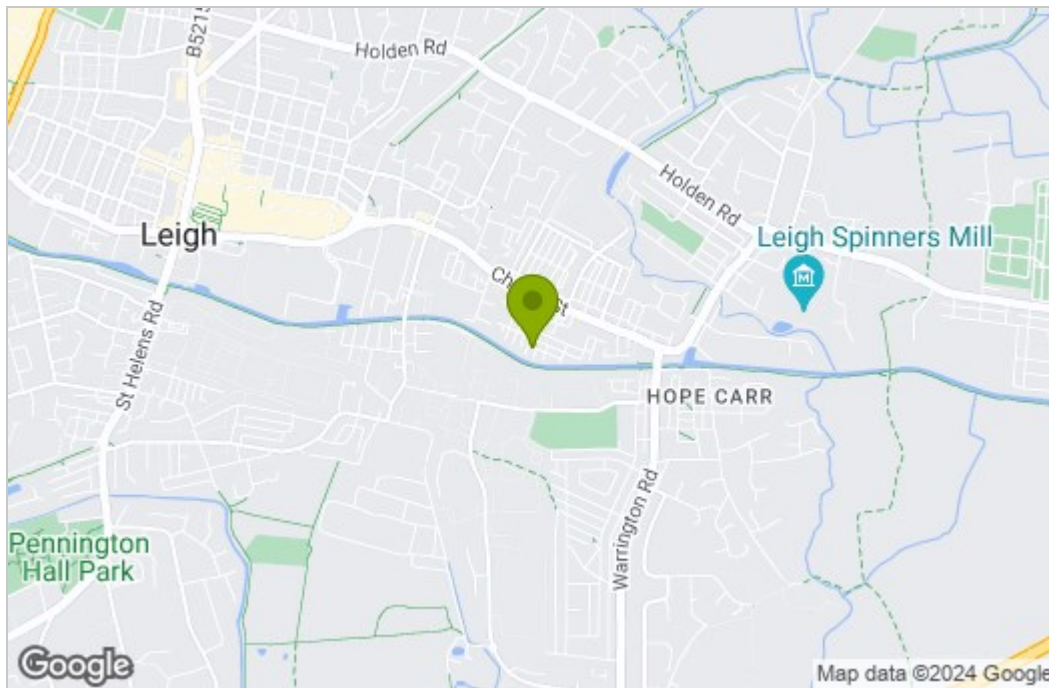 B5215
Holden Rd
Holden Rd
Leigh
Leigh Spinners Mill
M
St Helens Rd
HOPE CARR
Warrington Rd
Pennington
Hall Park
Google
Map data ©2024 Google